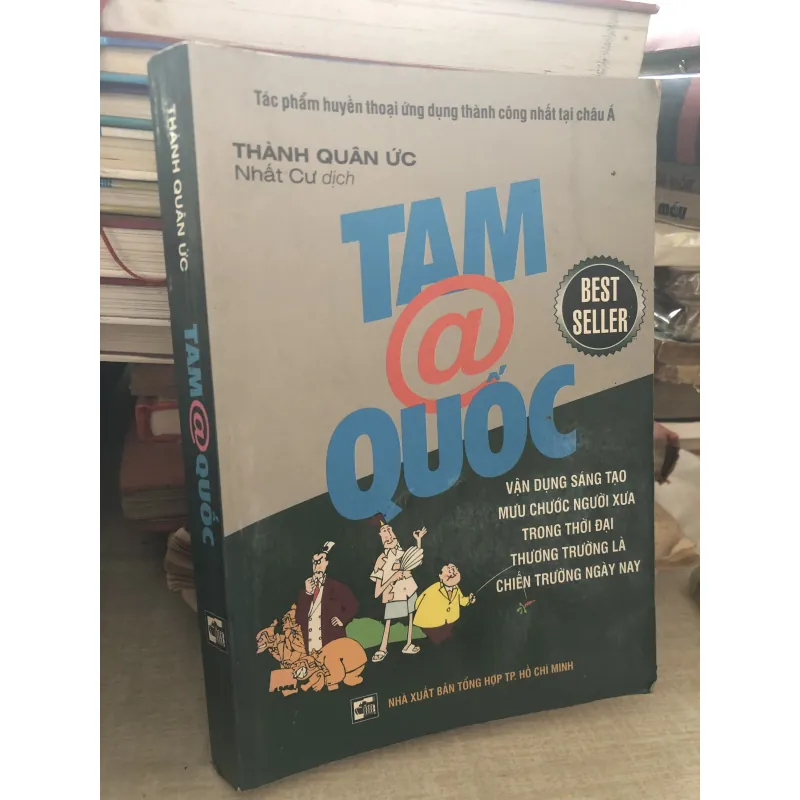 Tác phẩm huyền thoại ứng dụng thành công nhất tại châu Á
THÀNH QUÂN ỨC
Nhất Cư dịch
TAM
@
QUỐC
BEST
SELLER
VẬN DỤNG SÁNG TẠO
MƯU CHƯỚC NGƯỜI XƯA
TRONG THỜI ĐẠI
THƯƠNG TRƯỜNG LÀ
CHIẾN TRƯỜNG NGÀY NAY
NHÀ XUẤT BẢN TỔNG HỢP TP. HỒ CHÍ MINH
THÀNH QUÂN ỨC
TAM@QUỐC